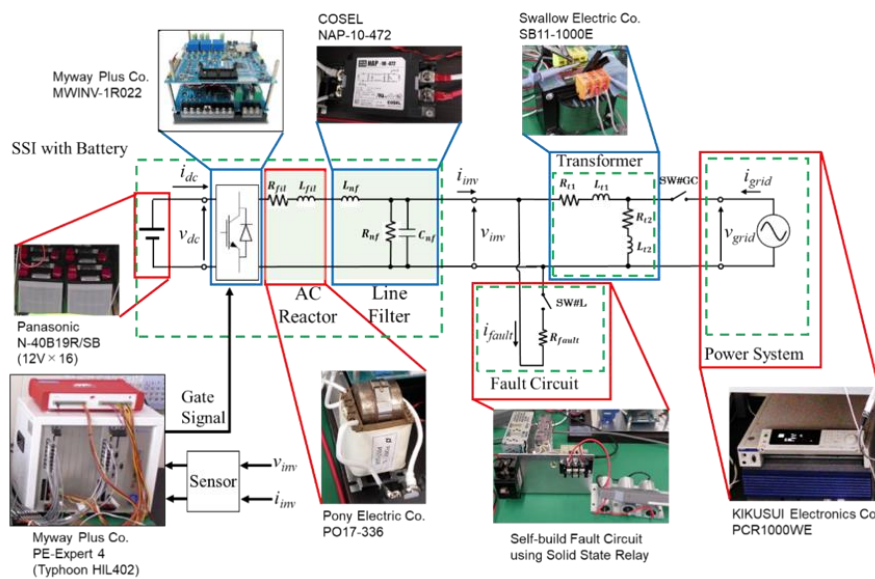 COSEL
NAP-10-472
Swallow Electric Co.
SB11-1000E
Myway Plus Co.
MWINV-1R022
NAP -10-472
COSEL
SSI with Battery
Transformer
i_dc
R_fil
L_fil
L_nf
i_inv
R_t1
L_t1
SW#GC
i_grid
v_dc
R_nf
C_nf
v_inv
R_t2
L_t2
v_grid
AC
Reactor
Line
Filter
SW#L
i_fault
R_fault
Fault Circuit
Power System
Panasonic
N-40B19R/SB
(12V × 16)
Gate
Signal
Sensor
v_inv
i_inv
Myway Plus Co.
PE-Expert 4
(Typhoon HIL402)
Pony Electric Co.
PO17-336
Self-build Fault Circuit
using Solid State Relay
KIKUSUI Electronics Co
PCR1000WE